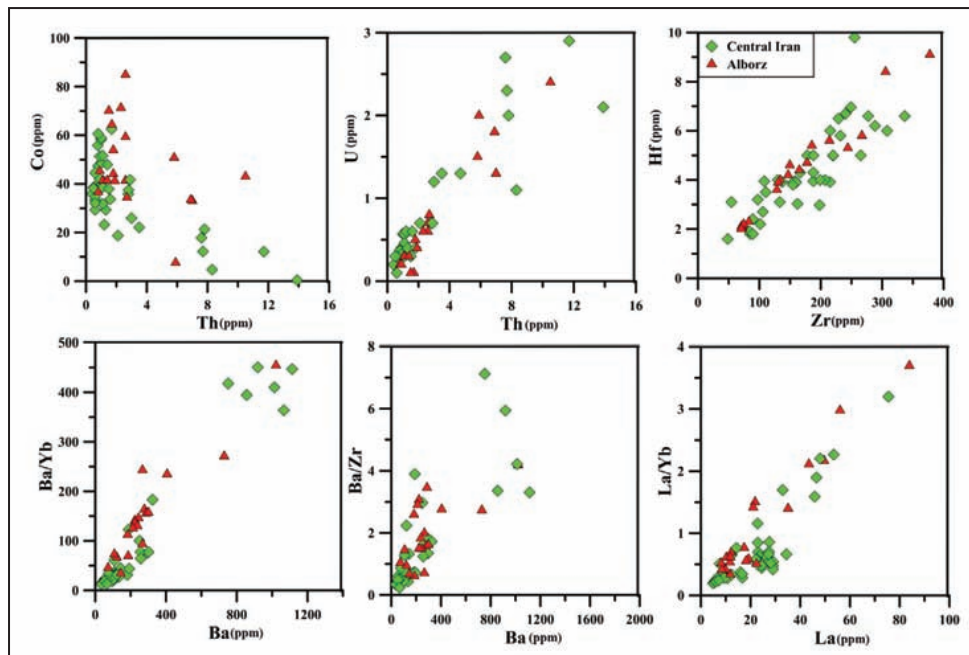 100
80
60
40
20
0
Co(ppm)
0 4 8 12 16
Th(ppm)
3
2
1
0
U(ppm)
0 4 8 12 16
Th(ppm)
10
8
6
4
2
0
Hf(ppm)
0 100 200 300 400
Zr(ppm)
Central Iran
Alborz
500
400
300
200
100
0
Ba/Yb
0 400 800 1200
Ba(ppm)
8
6
4
2
0
Ba/Zr
0 400 800 1200 1600 2000
Ba(ppm)
4
3
2
1
0
La/Yb
0 20 40 60 80 100
La(ppm)